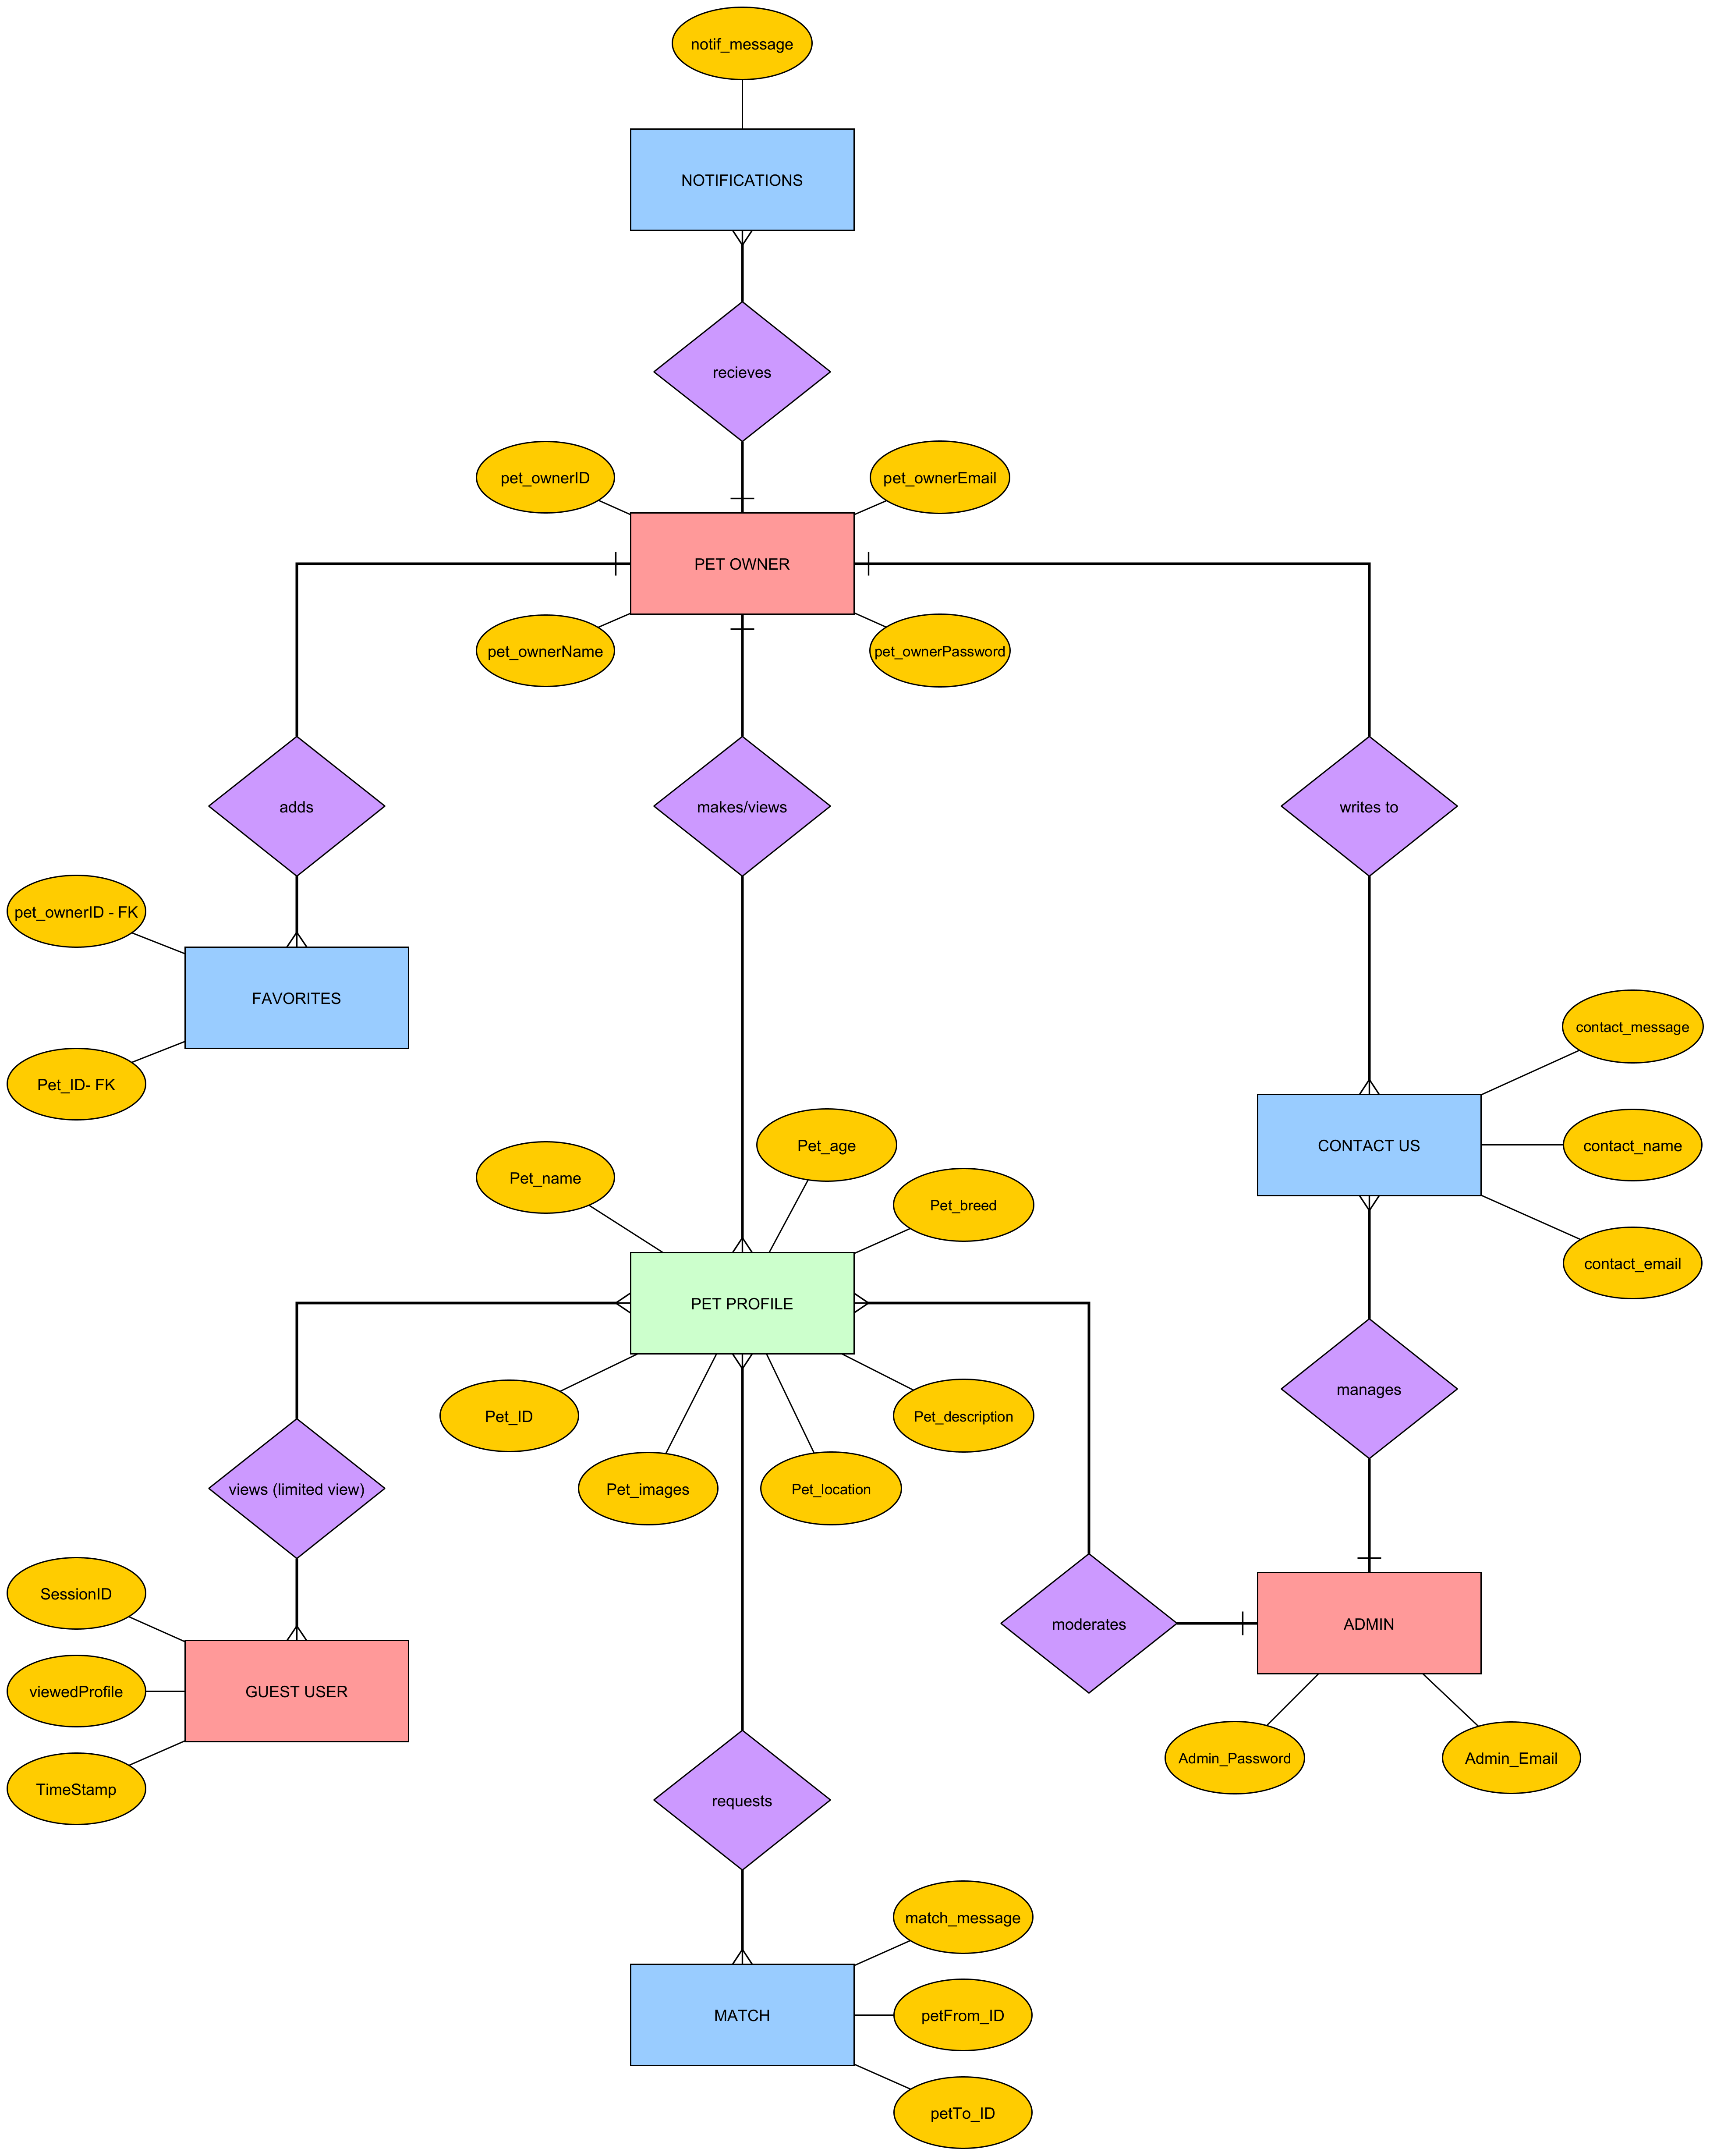 notif_message
NOTIFICATIONS
recieves
pet_ownerID
pet_ownerEmail
PET OWNER
pet_ownerName
pet_ownerPassword
adds
makes/views
writes to
pet_ownerID - FK
FAVORITES
Pet_ID- FK
contact_message
CONTACT US
contact_name
contact_email
Pet_name
Pet_age
Pet_breed
PET PROFILE
Pet_ID
Pet_description
Pet_images
Pet_location
manages
views (limited view)
SessionID
viewedProfile
GUEST USER
TimeStamp
moderates
ADMIN
Admin_Password
Admin_Email
requests
match_message
MATCH
petFrom_ID
petTo_ID